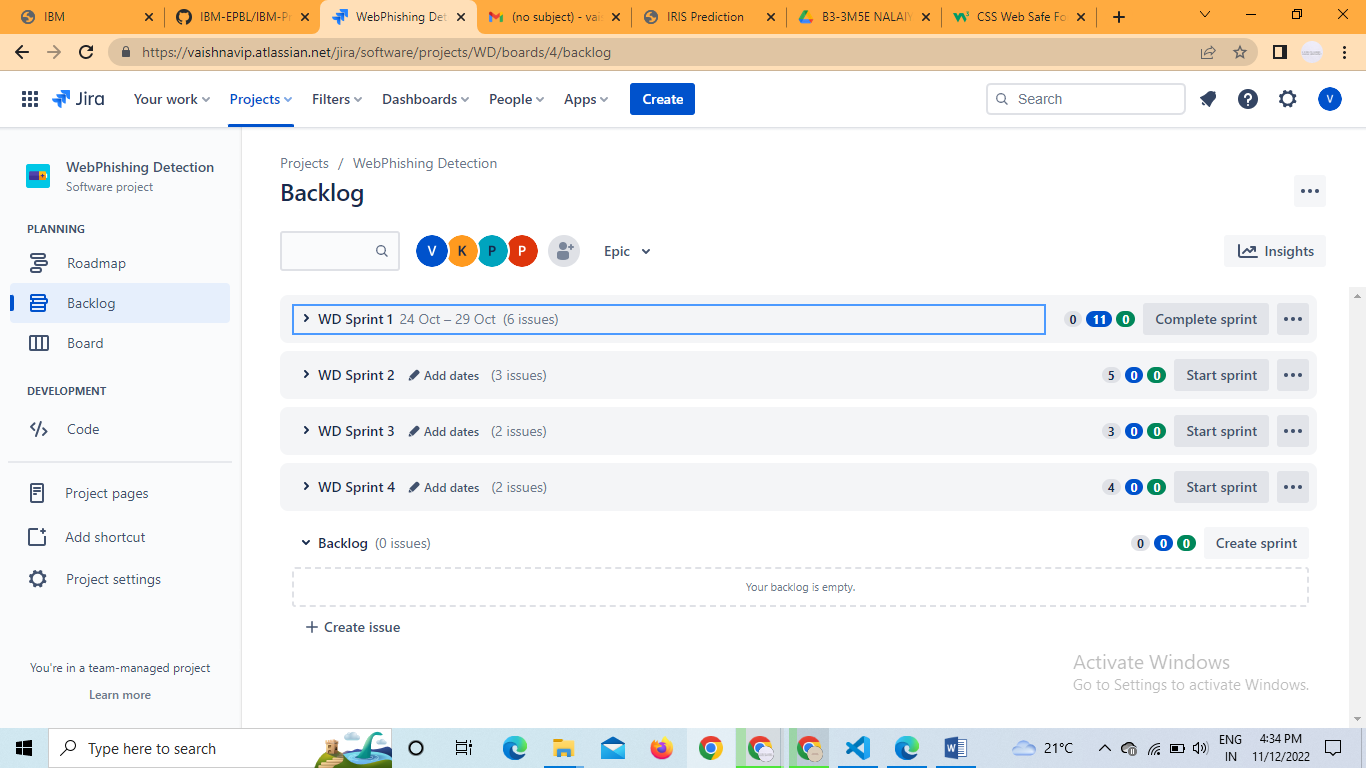 IBM
IBM-EPBL/IBM-Pr
WebPhishing Det
(no subject) - vai
IRIS Prediction
B3-3M5E NALAIY
CSS Web Safe Fo
https://vaishnavip.atlassian.net/jira/software/projects/WD/boards/4/backlog
Jira
Your work
Projects
Filters
Dashboards
People
Apps
Create
Search
V
WebPhishing Detection
Software project
PLANNING
Roadmap
Backlog
Board
DEVELOPMENT
Code
Project pages
Add shortcut
Project settings
You're in a team-managed project
Learn more
Projects / WebPhishing Detection
Backlog
V K P P
Epic
Insights
WD Sprint 1 24 Oct – 29 Oct (6 issues) 0 11 0 Complete sprint
WD Sprint 2 Add dates (3 issues) 5 0 0 Start sprint
WD Sprint 3 Add dates (2 issues) 3 0 0 Start sprint
WD Sprint 4 Add dates (2 issues) 4 0 0 Start sprint
Backlog (0 issues) 0 0 0 Create sprint
Your backlog is empty.
+ Create issue
Activate Windows
Go to Settings to activate Windows.
Type here to search
21°C
ENG
IN
4:34 PM
11/12/2022